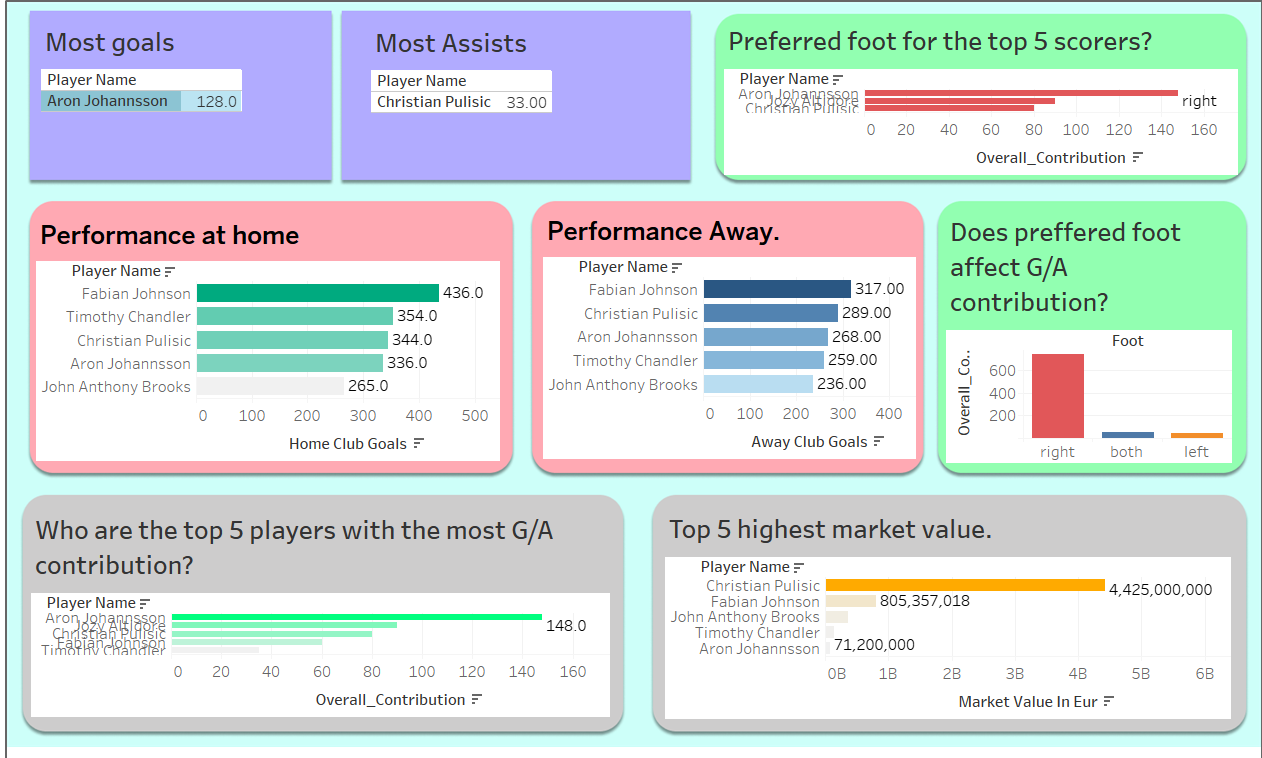 Most goals
Player Name
Aron Johannsson 128.0
Most Assists
Player Name
Christian Pulisic 33.00
Preferred foot for the top 5 scorers?
Player Name
Aron Johannsson
Jozy Altidore
Christian Pulisic
right
0 20 40 60 80 100 120 140 160
Overall_Contribution
Performance at home
Player Name
Fabian Johnson 436.0
Timothy Chandler 354.0
Christian Pulisic 344.0
Aron Johannsson 336.0
John Anthony Brooks 265.0
0 100 200 300 400 500
Home Club Goals
Performance Away.
Player Name
Fabian Johnson 317.00
Christian Pulisic 289.00
Aron Johannsson 268.00
Timothy Chandler 259.00
John Anthony Brooks 236.00
0 100 200 300 400
Away Club Goals
Does preffered foot
affect G/A
contribution?
Foot
Overall_Co..
600
400
200
right both left
Who are the top 5 players with the most G/A
contribution?
Player Name
Aron Johannsson
Jozy Altidore
Christian Pulisic
Fabian Johnson
Timothy Chandler
148.0
0 20 40 60 80 100 120 140 160
Overall_Contribution
Top 5 highest market value.
Player Name
Christian Pulisic 4,425,000,000
Fabian Johnson 805,357,018
John Anthony Brooks
Timothy Chandler
Aron Johannsson 71,200,000
0B 1B 2B 3B 4B 5B 6B
Market Value In Eur